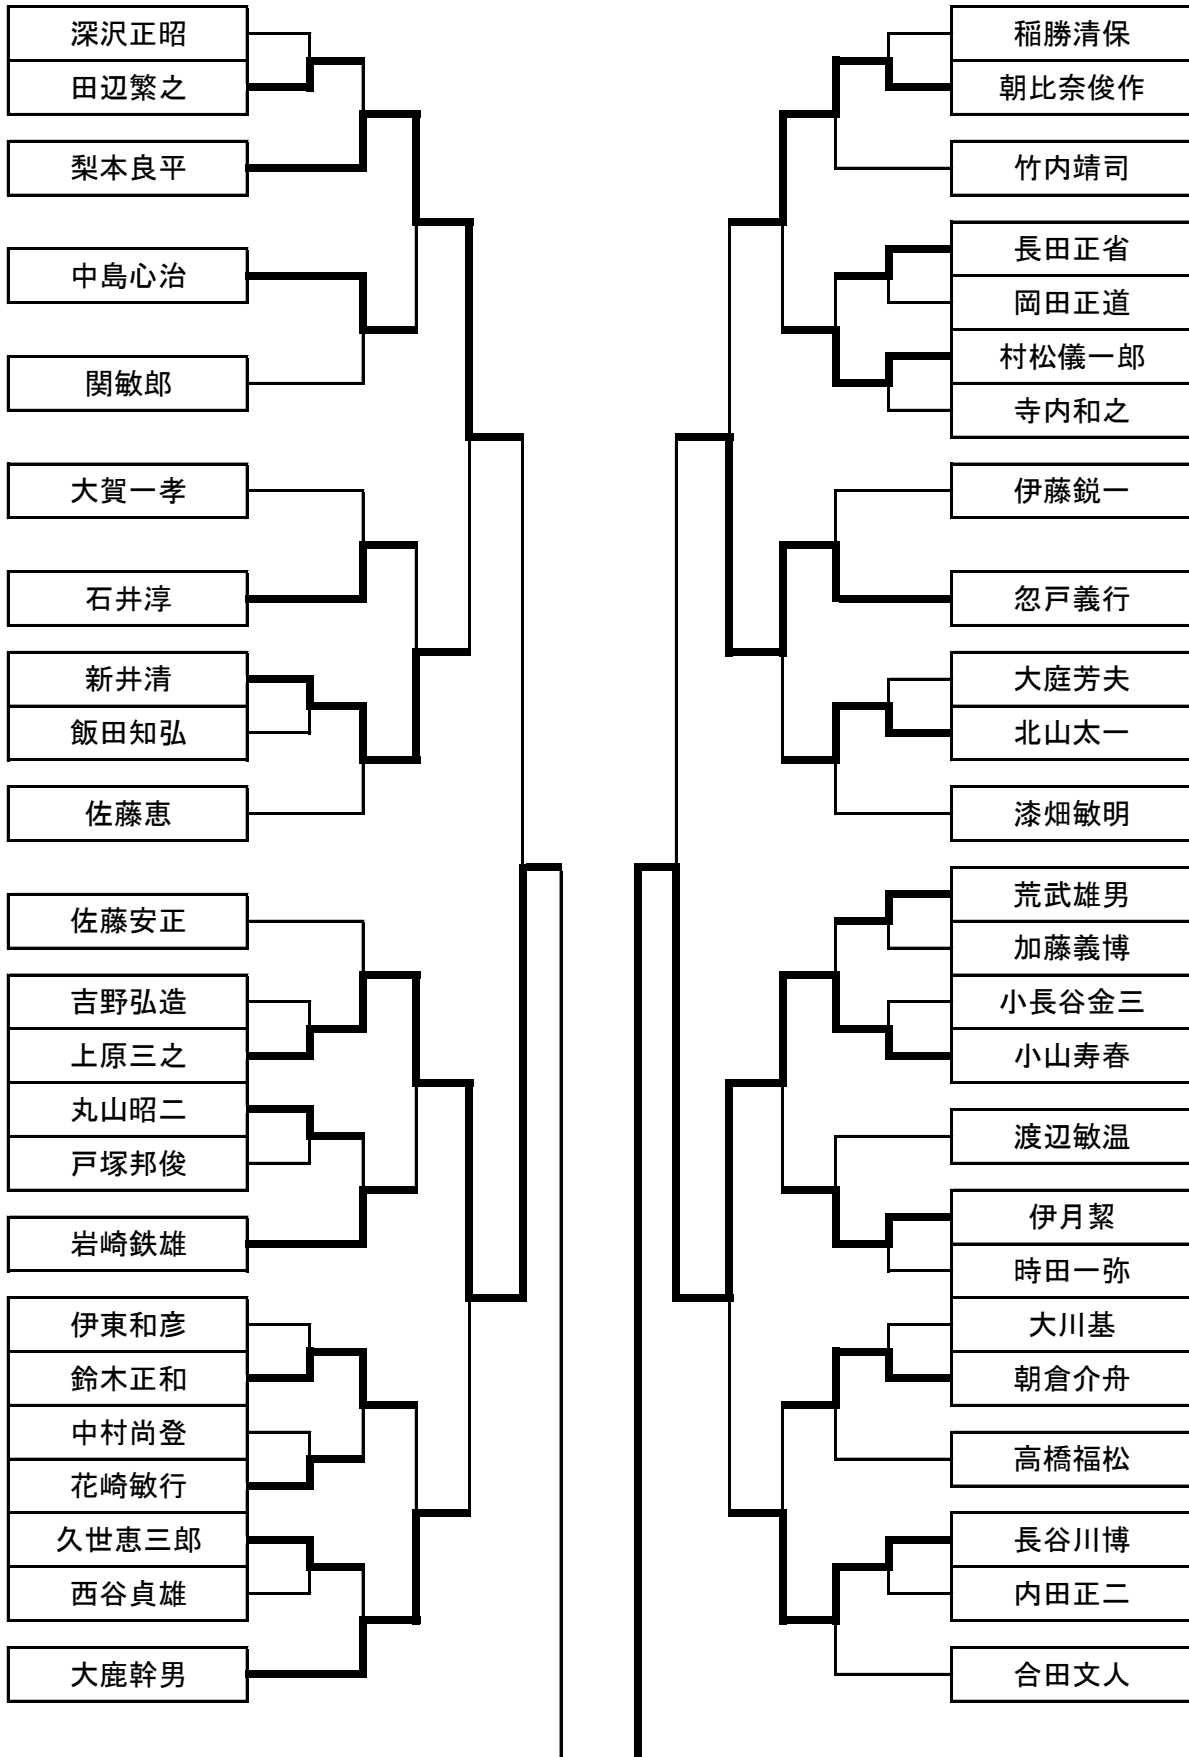 深沢正昭
田辺繁之
梨本良平
中島心治
関敏郎
大賀一孝
石井淳
新井清
飯田知弘
佐藤恵
佐藤安正
吉野弘造
上原三之
丸山昭二
戸塚邦俊
岩崎鉄雄
伊東和彦
鈴木正和
中村尚登
花崎敏行
久世恵三郎
西谷貞雄
大鹿幹男
稲勝清保
朝比奈俊作
竹内靖司
長田正省
岡田正道
村松儀一郎
寺内和之
伊藤鋭一
忽戸義行
大庭芳夫
北山太一
漆畑敏明
荒武雄男
加藤義博
小長谷金三
小山寿春
渡辺敏温
伊月絜
時田一弥
大川基
朝倉介舟
高橋福松
長谷川博
内田正二
合田文人